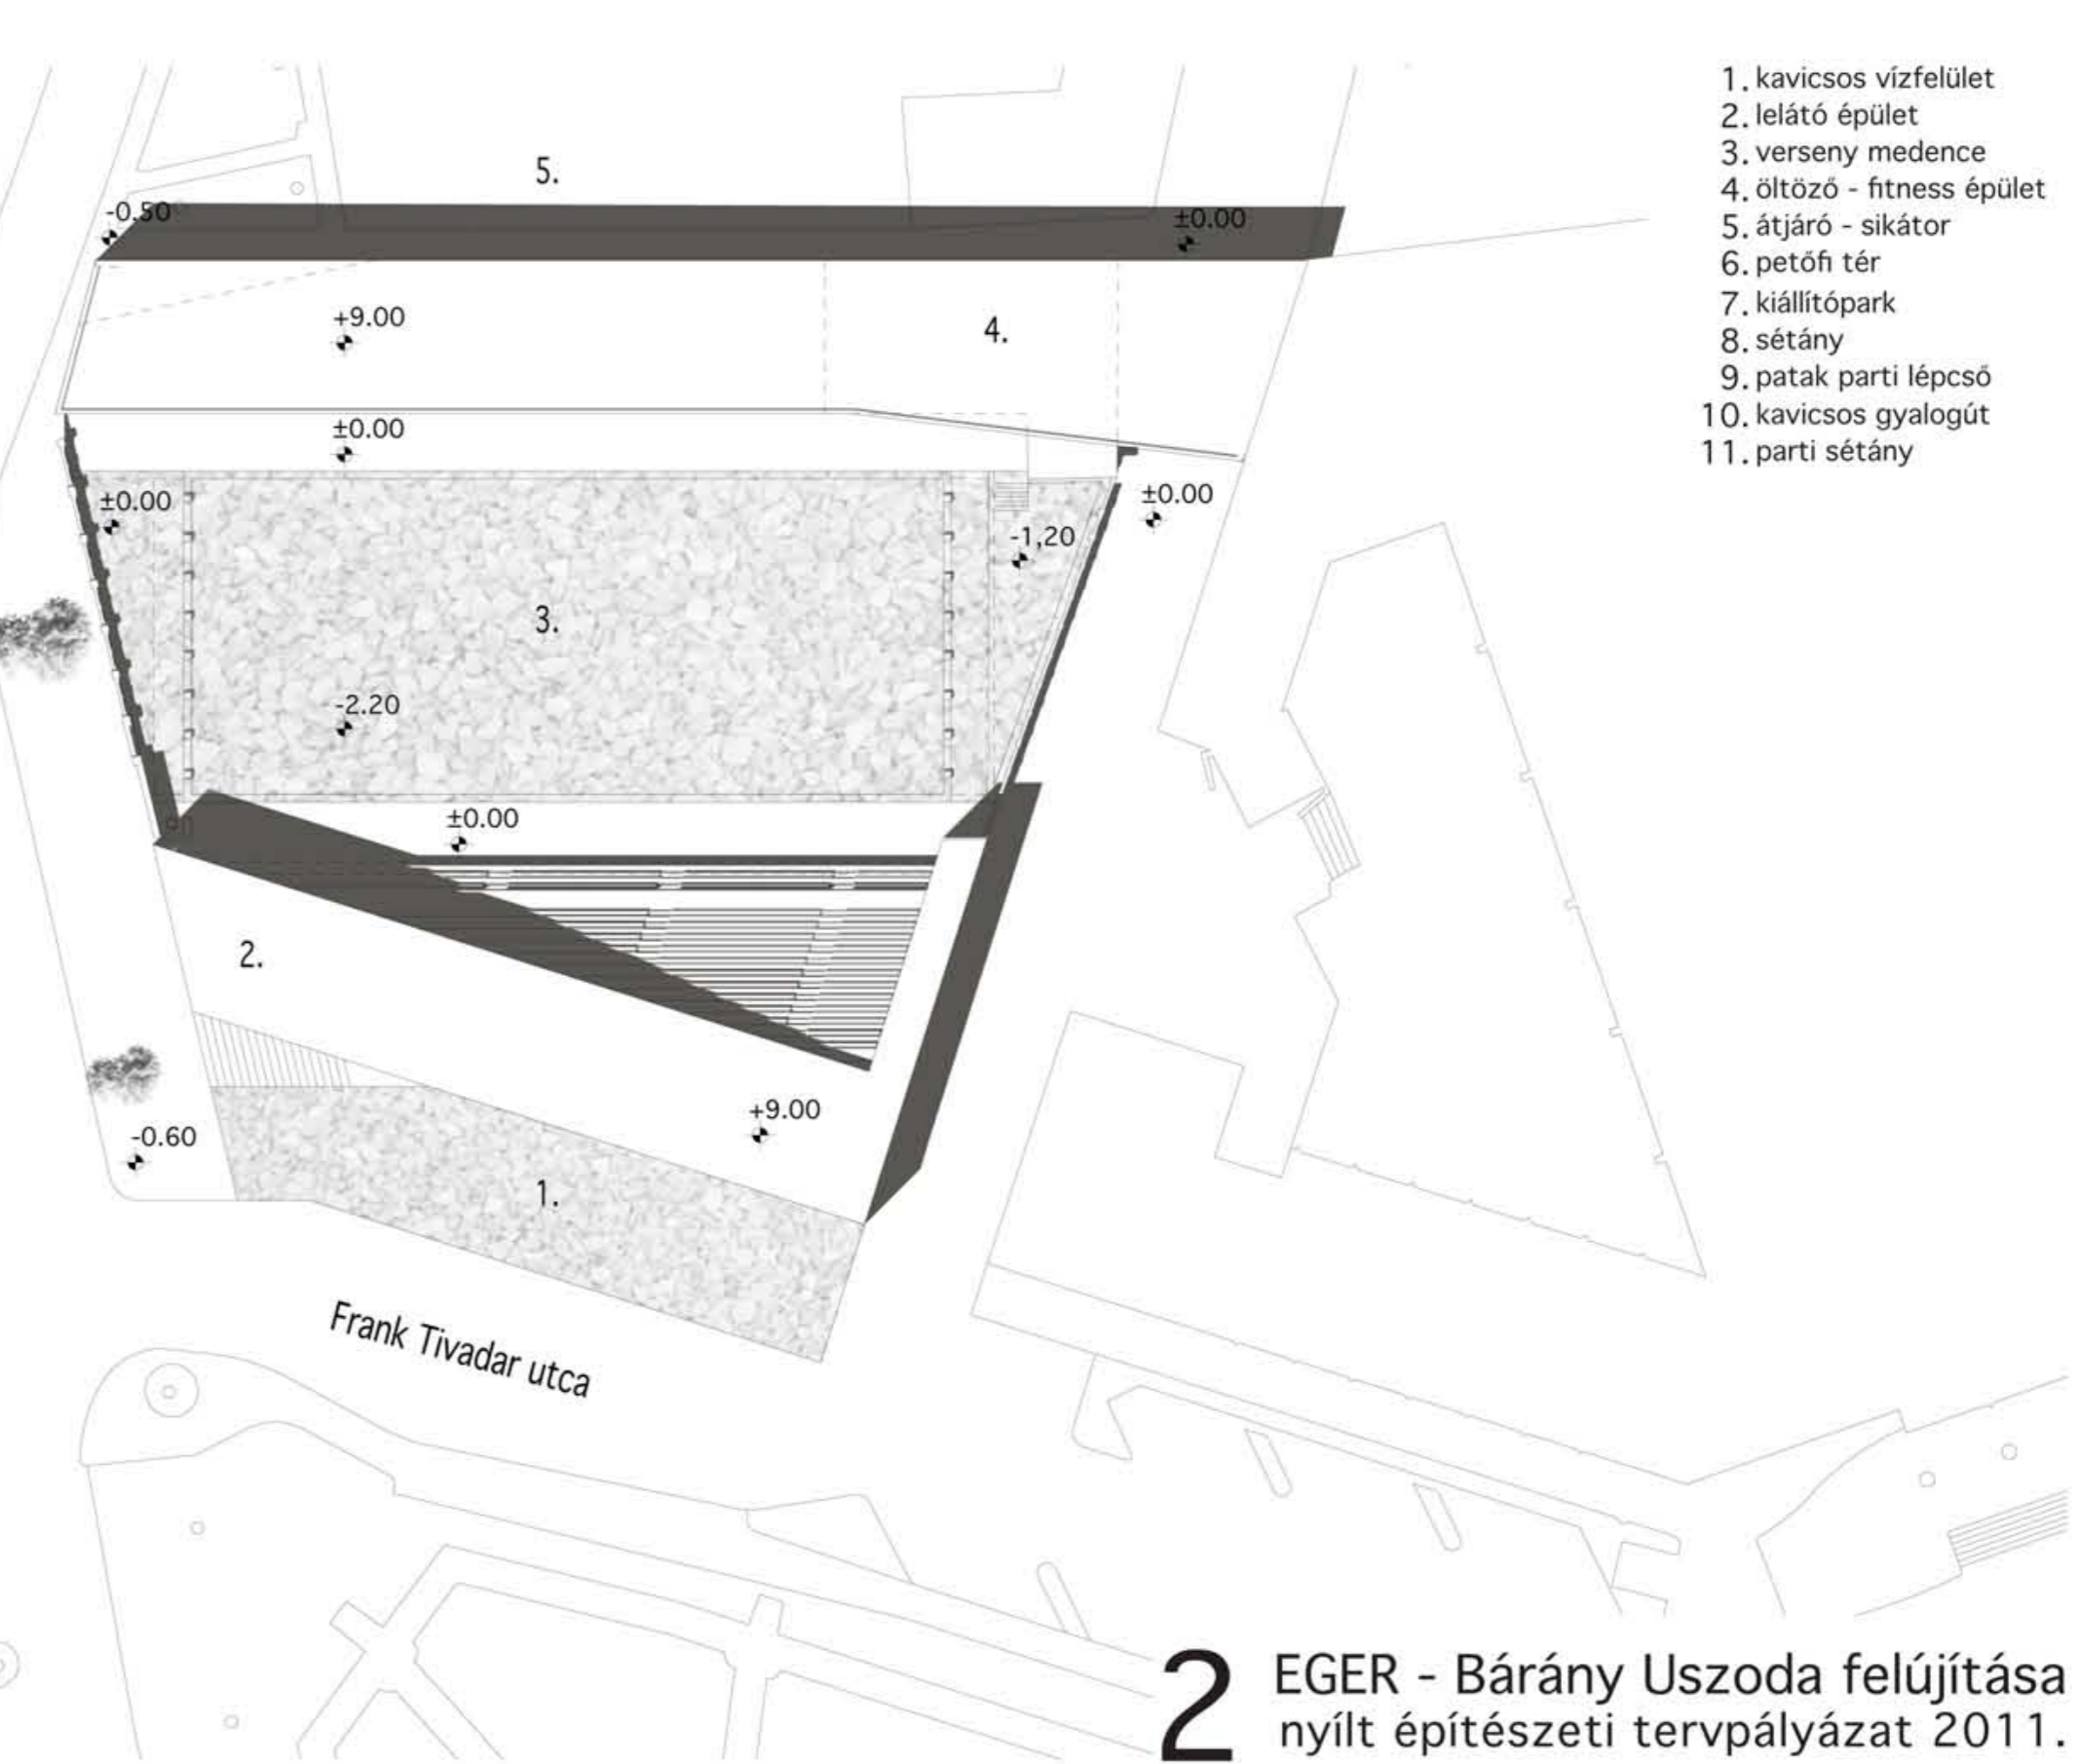 1. kavicsos vízfelület
2. lelátó épület
3. verseny medence
4. öltöző - fitness épület
5. átjáró - sikátor
6. petőfi tér
7. kiállítópark
8. sétány
9. patak parti lépcső
10. kavicsos gyalogút
11. parti sétány
5.
-0.50
±0.00
+9.00
4.
±0.00
±0.00
±0.00
-1,20
3.
-2.20
±0.00
2.
+9.00
-0.60
1.
Frank Tivadar utca
2
EGER - Bárány Uszoda felújítása
nyílt építészeti tervpályázat 2011.